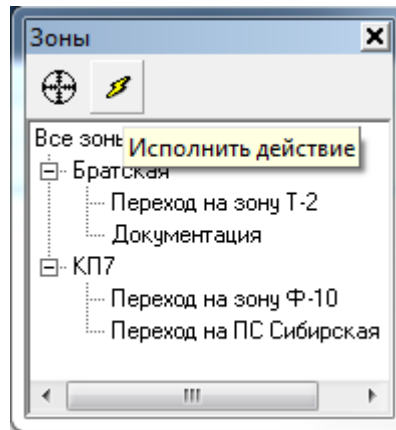 Зоны
Все зоны
Исполнить действие
Братская
Переход на зону Т-2
Документация
КП7
Переход на зону Ф-10
Переход на ПС Сибирская